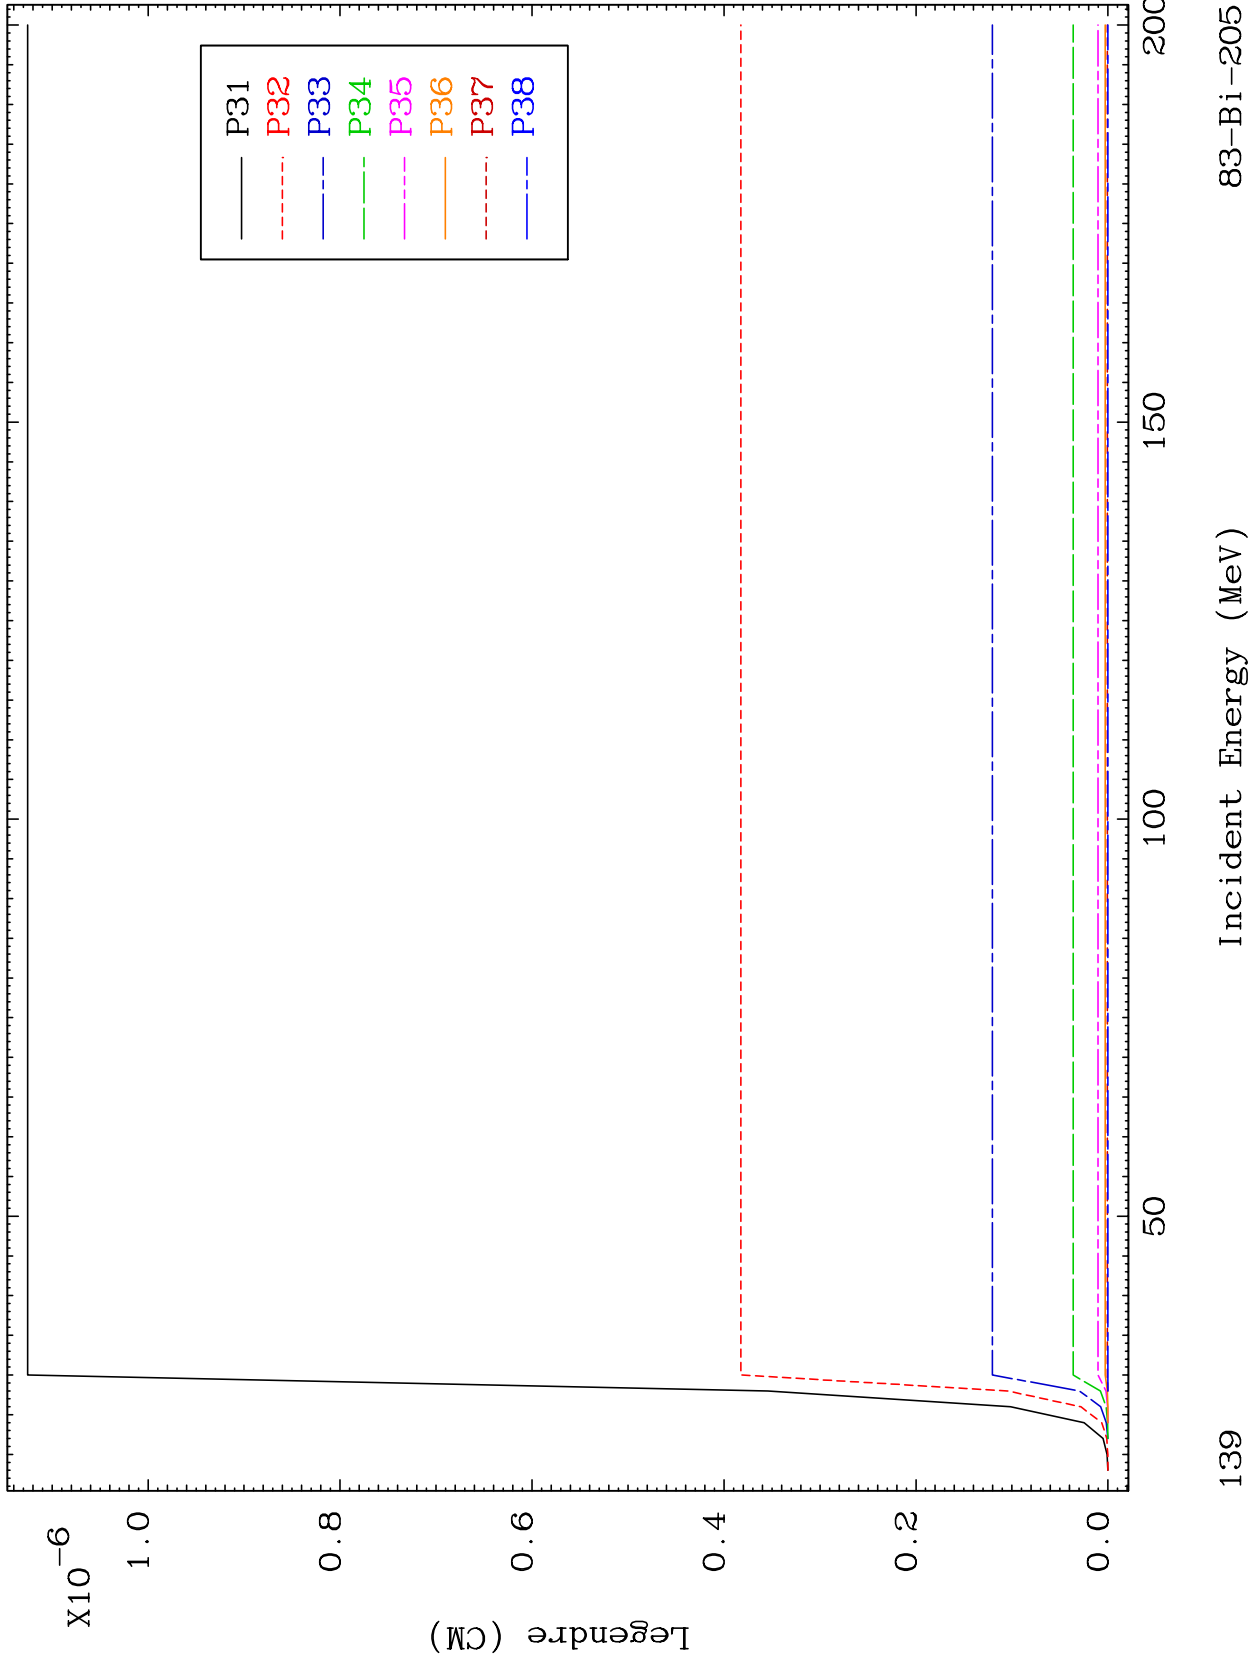 X10-6
1.0
0.8
0.6
0.4
0.2
0.0
Legendre (CM)
P31
P32
P33
P34
P35
P36
P37
P38
50
100
150
200
Incident Energy (MeV)
139
83-Bi-205